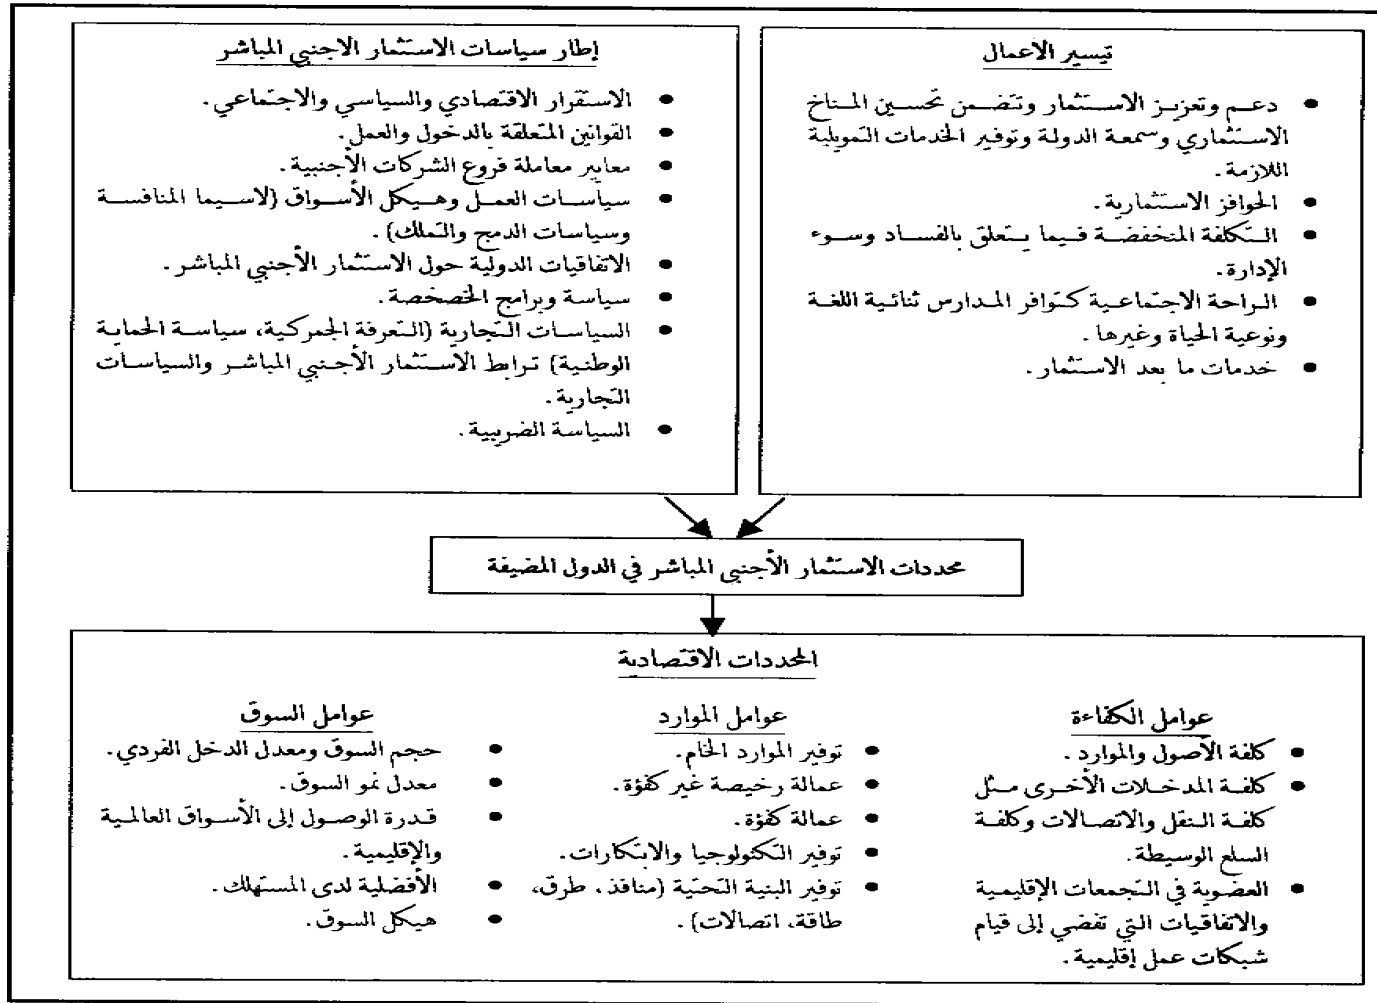 تيسير الأعمال
• دعم وتعزيز الاستثمار وتتضمن تحسين المناخ
الاستثماري وسمعة الدولة وتوفير الخدمات التمويلية
اللازمة.
• الحوافز الاستثمارية.
• التكلفة المنخفضة فيما يتعلق بالفساد وسوء
الإدارة.
• الراحة الاجتماعية كتوافر المدارس ثنائية اللغة
ونوعية الحياة وغيرها.
• خدمات ما بعد الاستثمار.
إطار سياسات الاستثمار الاجنبي المباشر
• الاستقرار الاقتصادي والسياسي والاجتماعي.
• القوانين المتعلقة بالدخول والعمل.
• معايير معاملة فروع الشركات الأجنبية.
• سياسات العمل وهيكل الأسواق (لاسيما المنافسة
وسياسات الدمج والتملك).
• الاتفاقيات الدولية حول الاستثمار الأجنبي المباشر.
• سياسة وبرامج الخصخصة.
• السياسات التجارية (التعرفة الجمركية، سياسة الحماية
الوطنية) ترابط الاستثمار الأجنبي المباشر والسياسات
التجارية.
• السياسة الضريبية.
محددات الاستثمار الأجنبي المباشر في الدول المضيفة
المحددات الاقتصادية
عوامل الكفاءة
• كلفة الأصول والموارد.
• كلفة المدخلات الأخرى مثل
كلفة النقل والاتصالات وكلفة
السلع الوسيطة.
• العضوية في التجمعات الإقليمية
والاتفاقيات التي تفضي إلى قيام
شبكات عمل إقليمية.
عوامل الموارد
• توفير الموارد الخام.
• عمالة رخيصة غير كفؤة.
• عمالة كفؤة.
• توفير التكنولوجيا والابتكارات.
• توفير البنية التحتية (منافذ، طرق،
طاقة، اتصالات).
عوامل السوق
• حجم السوق ومعدل الدخل الفردي.
• معدل نمو السوق.
• قدرة الوصول إلى الأسواق العالمية
والإقليمية.
• الأفضلية لدى المستهلك.
• هيكل السوق.